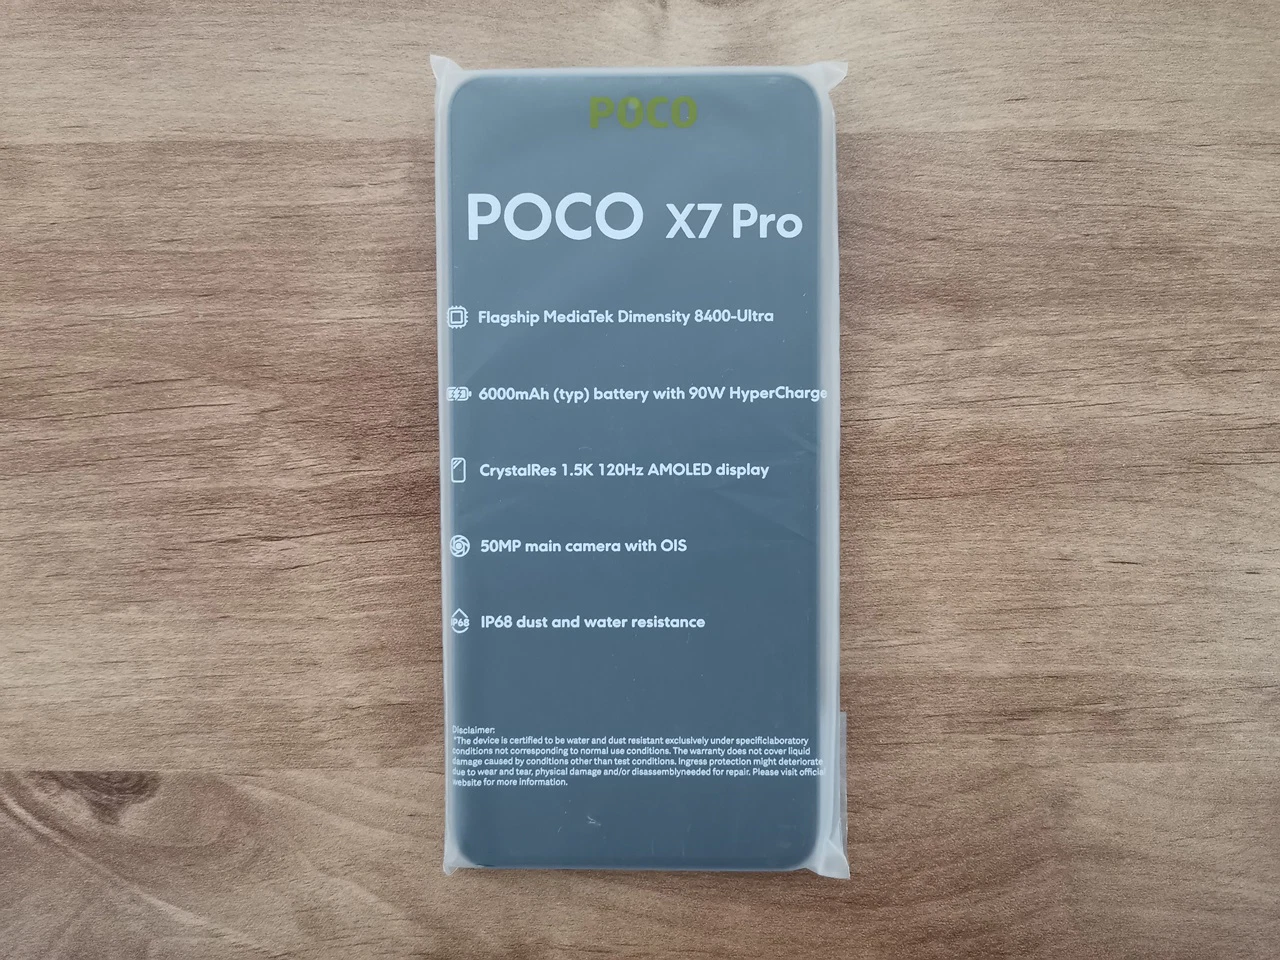 POCO
POCO X7 Pro
Flagship MediaTek Dimensity 8400-Ultra
6000mAh (typ) battery with 90W HyperCharge
CrystalRes 1.5K 120Hz AMOLED display
50MP main camera with OIS
IP68
IP68 dust and water resistance
Disclaimer:
*The device is certified to be water and dust resistant exclusively under specificlaboratory
conditions not corresponding to normal use conditions. The warranty does not cover liquid
damage caused by conditions other than test conditions. Ingress protection might deteriorate
due to wear and tear, physical damage and/or disassemblyneeded for repair. Please visit official
website for more information.